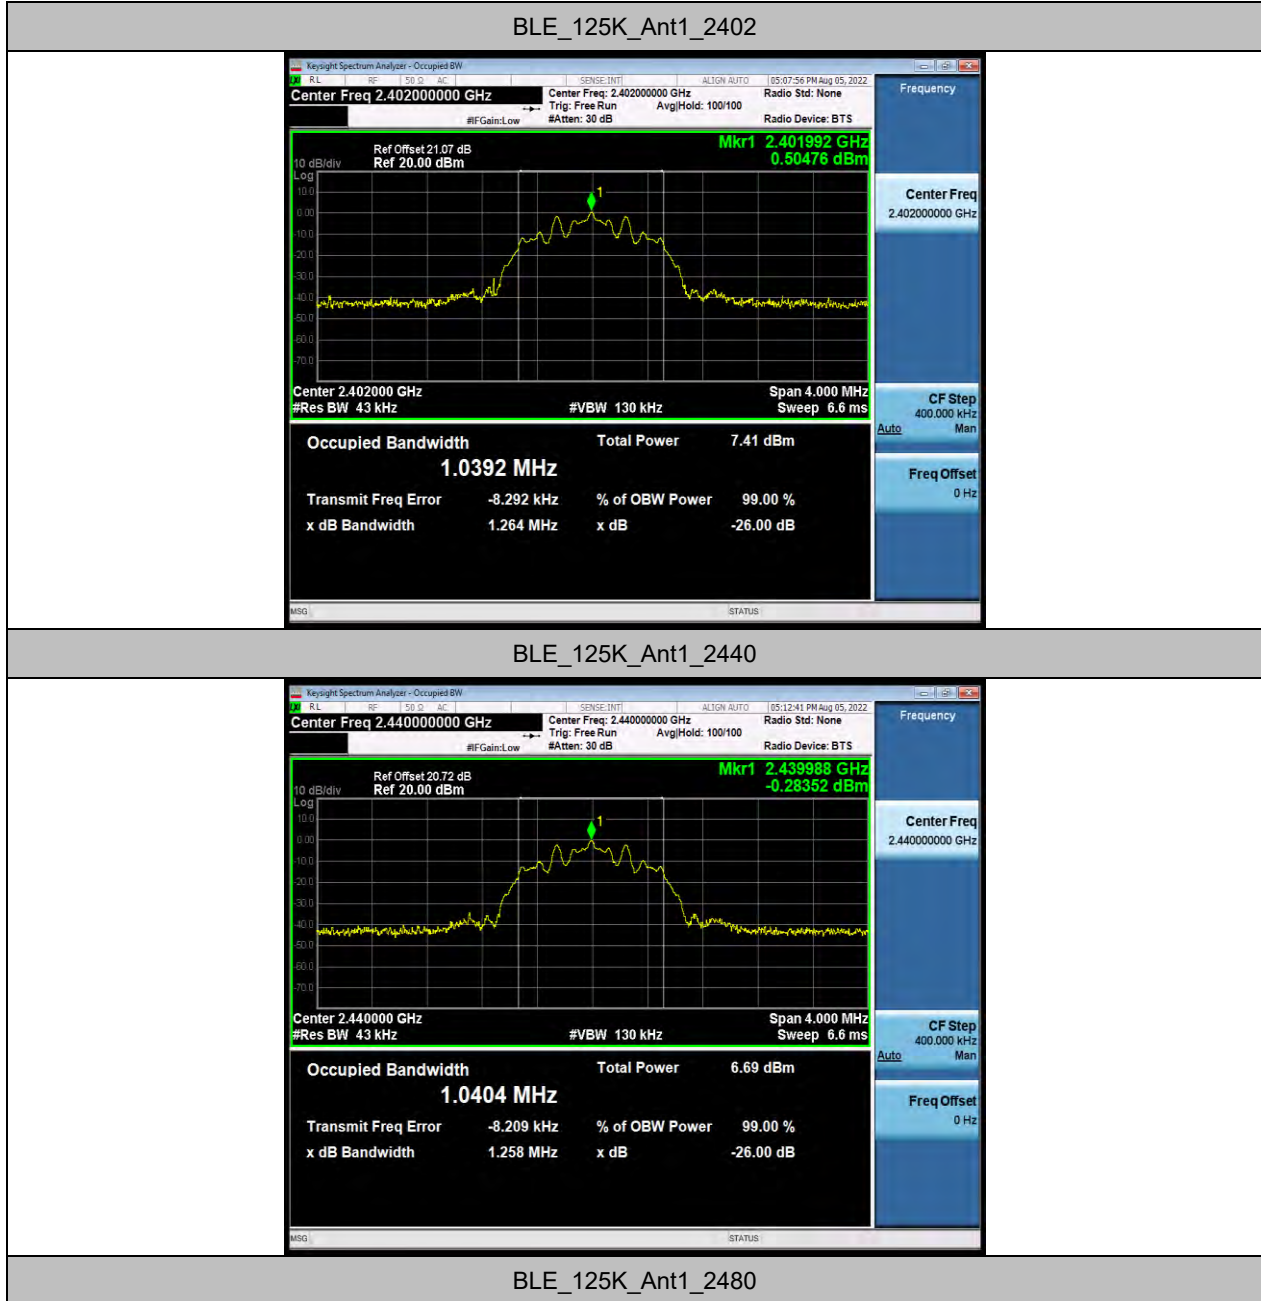 BLE_125K_Ant1_2402
Keysight Spectrum Analyzer - Occupied BW
RL RF 50 Ω AC SENSE:INT ALIGN AUTO 05:07:56 PM Aug 05, 2022
Center Freq 2.402000000 GHz Center Freq: 2.402000000 GHz Radio Std: None Frequency
Trig: Free Run Avg|Hold: 100/100
#IFGain:Low #Atten: 30 dB Radio Device: BTS
Mkr1 2.401992 GHz
Ref Offset 21.07 dB 0.50476 dBm
10 dB/div Ref 20.00 dBm
Log
10.0
0.00
-10.0
-20.0
-30.0
-40.0
-50.0
-60.0
-70.0
1
Center Freq
2.402000000 GHz
Center 2.402000 GHz Span 4.000 MHz
#Res BW 43 kHz #VBW 130 kHz Sweep 6.6 ms
CF Step
400.000 kHz
Auto Man
Occupied Bandwidth Total Power 7.41 dBm
1.0392 MHz
Freq Offset
0 Hz
Transmit Freq Error -8.292 kHz % of OBW Power 99.00 %
x dB Bandwidth 1.264 MHz x dB -26.00 dB
MSG STATUS
BLE_125K_Ant1_2440
Keysight Spectrum Analyzer - Occupied BW
RL RF 50 Ω AC SENSE:INT ALIGN AUTO 05:12:41 PM Aug 05, 2022
Center Freq 2.440000000 GHz Center Freq: 2.440000000 GHz Radio Std: None Frequency
Trig: Free Run Avg|Hold: 100/100
#IFGain:Low #Atten: 30 dB Radio Device: BTS
Mkr1 2.439988 GHz
Ref Offset 20.72 dB -0.28352 dBm
10 dB/div Ref 20.00 dBm
Log
10.0
0.00
-10.0
-20.0
-30.0
-40.0
-50.0
-60.0
-70.0
1
Center Freq
2.440000000 GHz
Center 2.440000 GHz Span 4.000 MHz
#Res BW 43 kHz #VBW 130 kHz Sweep 6.6 ms
CF Step
400.000 kHz
Auto Man
Occupied Bandwidth Total Power 6.69 dBm
1.0404 MHz
Freq Offset
0 Hz
Transmit Freq Error -8.209 kHz % of OBW Power 99.00 %
x dB Bandwidth 1.258 MHz x dB -26.00 dB
MSG STATUS
BLE_125K_Ant1_2480